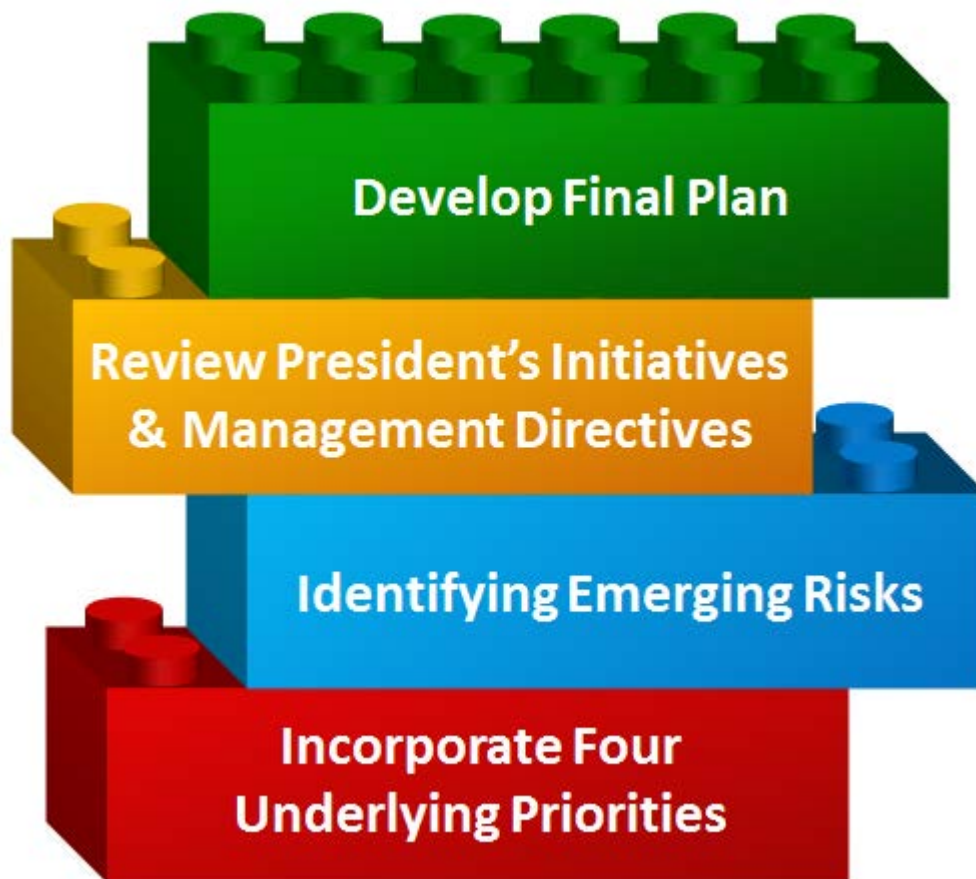 Develop Final Plan
Review President’s Initiatives
& Management Directives
Identifying Emerging Risks
Incorporate Four
Underlying Priorities